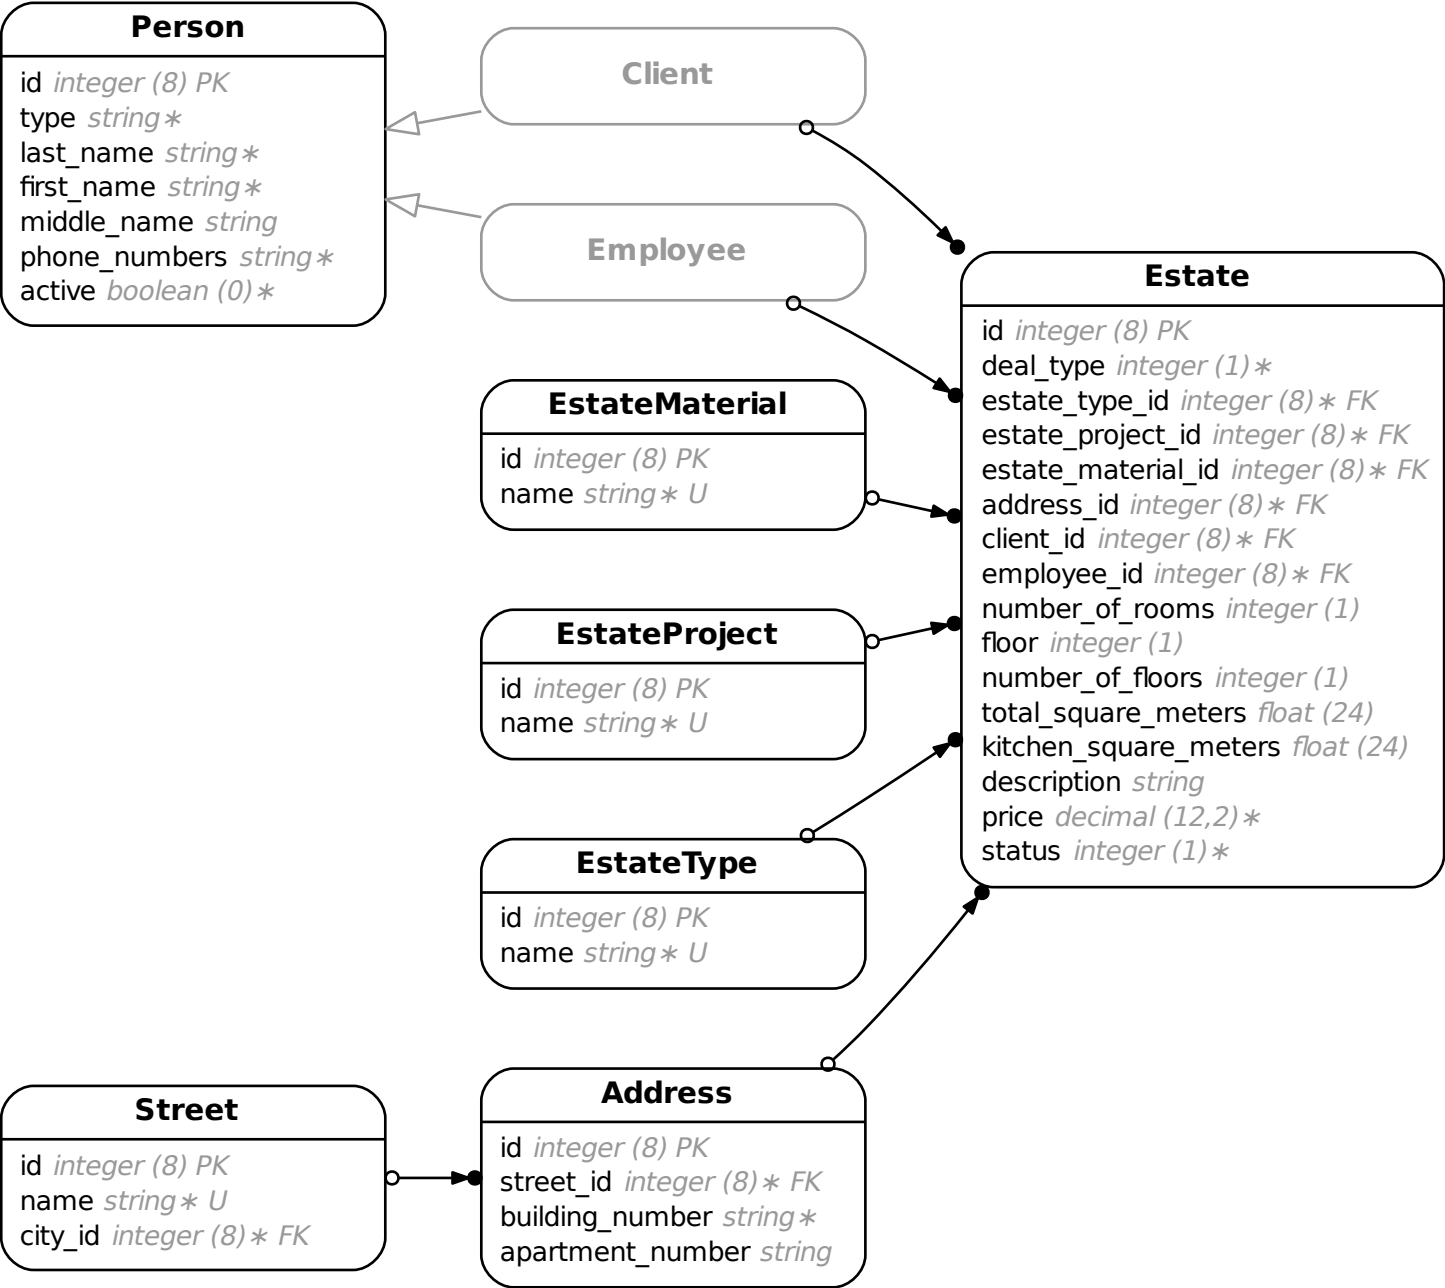 Person
id integer (8) PK
type string∗
last_name string∗
first_name string∗
middle_name string
phone_numbers string∗
active boolean (0)∗
Client
Employee
EstateMaterial
id integer (8) PK
name string∗ U
EstateProject
id integer (8) PK
name string∗ U
EstateType
id integer (8) PK
name string∗ U
Estate
id integer (8) PK
deal_type integer (1)∗
estate_type_id integer (8)∗ FK
estate_project_id integer (8)∗ FK
estate_material_id integer (8)∗ FK
address_id integer (8)∗ FK
client_id integer (8)∗ FK
employee_id integer (8)∗ FK
number_of_rooms integer (1)
floor integer (1)
number_of_floors integer (1)
total_square_meters float (24)
kitchen_square_meters float (24)
description string
price decimal (12,2)∗
status integer (1)∗
Street
id integer (8) PK
name string∗ U
city_id integer (8)∗ FK
Address
id integer (8) PK
street_id integer (8)∗ FK
building_number string∗
apartment_number string